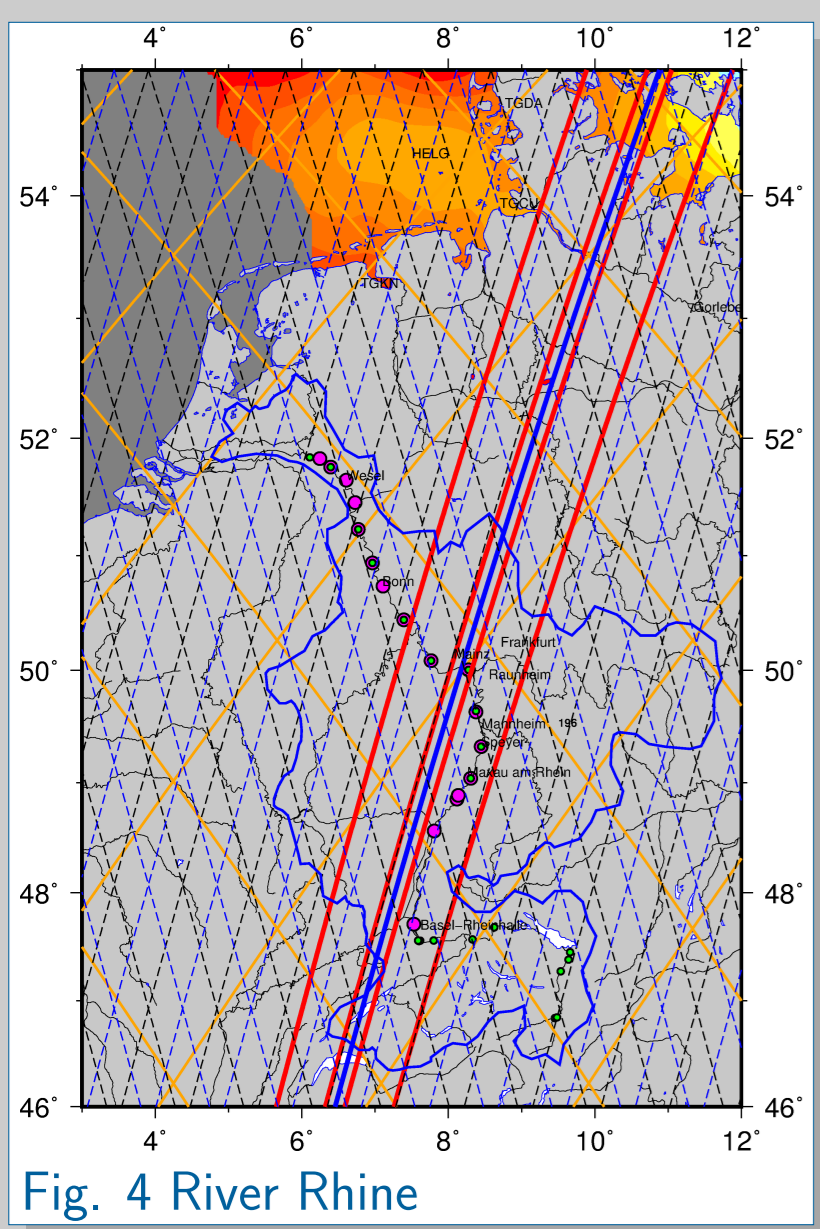 4° 6° 8° 10° 12°
TGDA
HELG
54° 54°
TGCU
TGKN
Gorlebe
52° 52°
Wesel
Bonn
Frankfurt
Mainz
50° 50°
Raunheim
Mannheim 196
Speyer
Maxau am Rhein
48° 48°
Basel-Rheinhalle
46° 46°
4° 6° 8° 10° 12°
Fig. 4 River Rhine